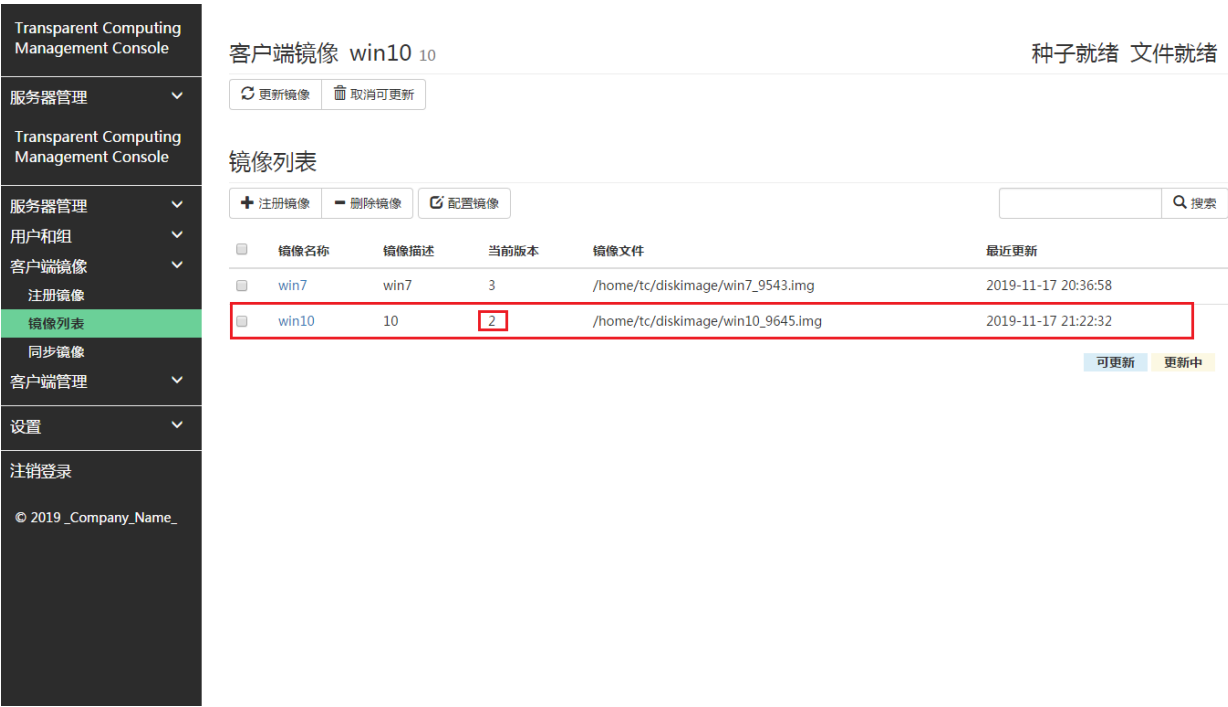 Transparent Computing
Management Console
服务器管理
Transparent Computing
Management Console
服务器管理
用户和组
客户端镜像
注册镜像
镜像列表
同步镜像
客户端管理
设置
注销登录
© 2019 _Company_Name_
客户端镜像 win10 10
种子就绪 文件就绪
更新镜像 取消可更新
镜像列表
注册镜像 删除镜像 配置镜像 搜索
镜像名称 镜像描述 当前版本 镜像文件 最近更新
win7 win7 3 /home/tc/diskimage/win7_9543.img 2019-11-17 20:36:58
win10 10 2 /home/tc/diskimage/win10_9645.img 2019-11-17 21:22:32
可更新 更新中